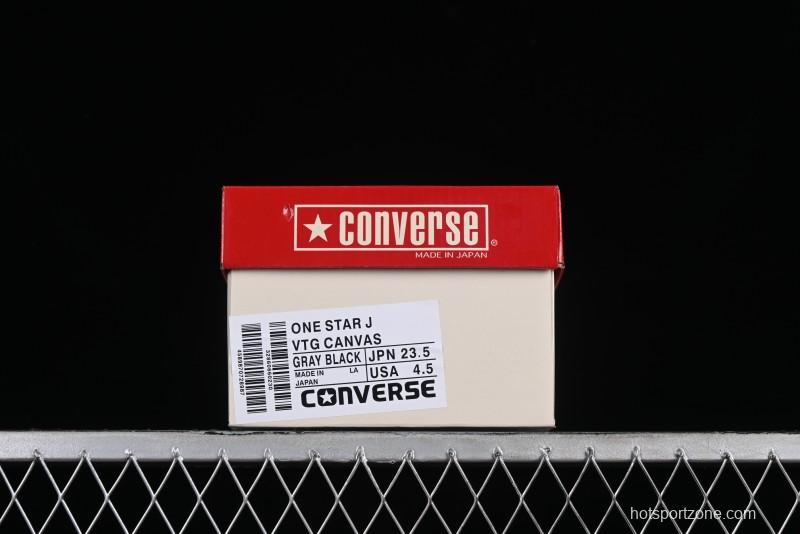 ★ converse ®
MADE IN JAPAN
ONE STAR J
VTG CANVAS
GRAY BLACK JPN 23.5
MADE IN JAPAN LA USA 4.5
CONVERSE
hotsportzone.com